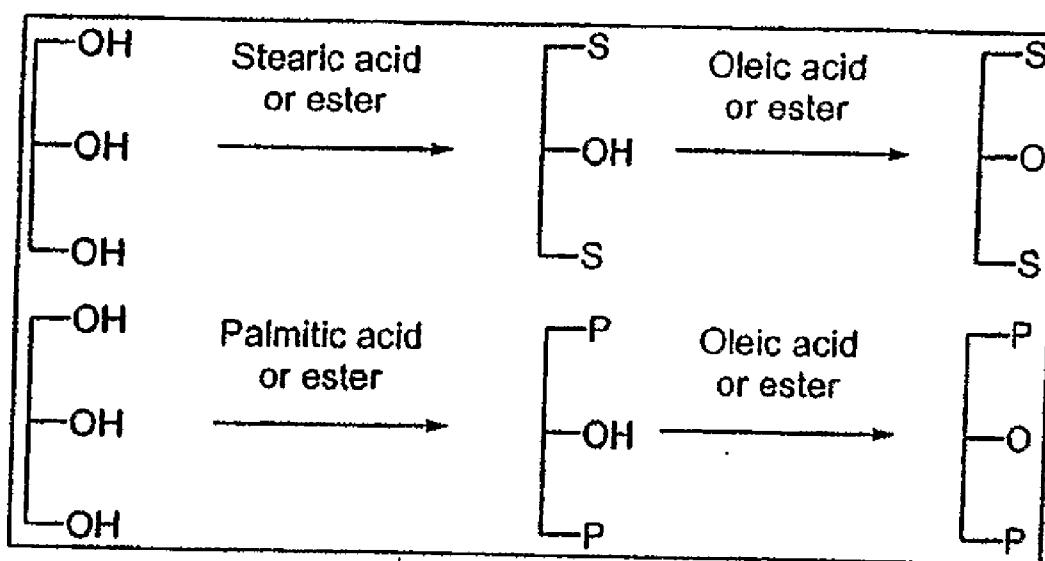 OH
OH
OH
Stearic acid
or ester
S
OH
S
Oleic acid
or ester
S
O
S
OH
OH
OH
Palmitic acid
or ester
P
OH
P
Oleic acid
or ester
P
O
P